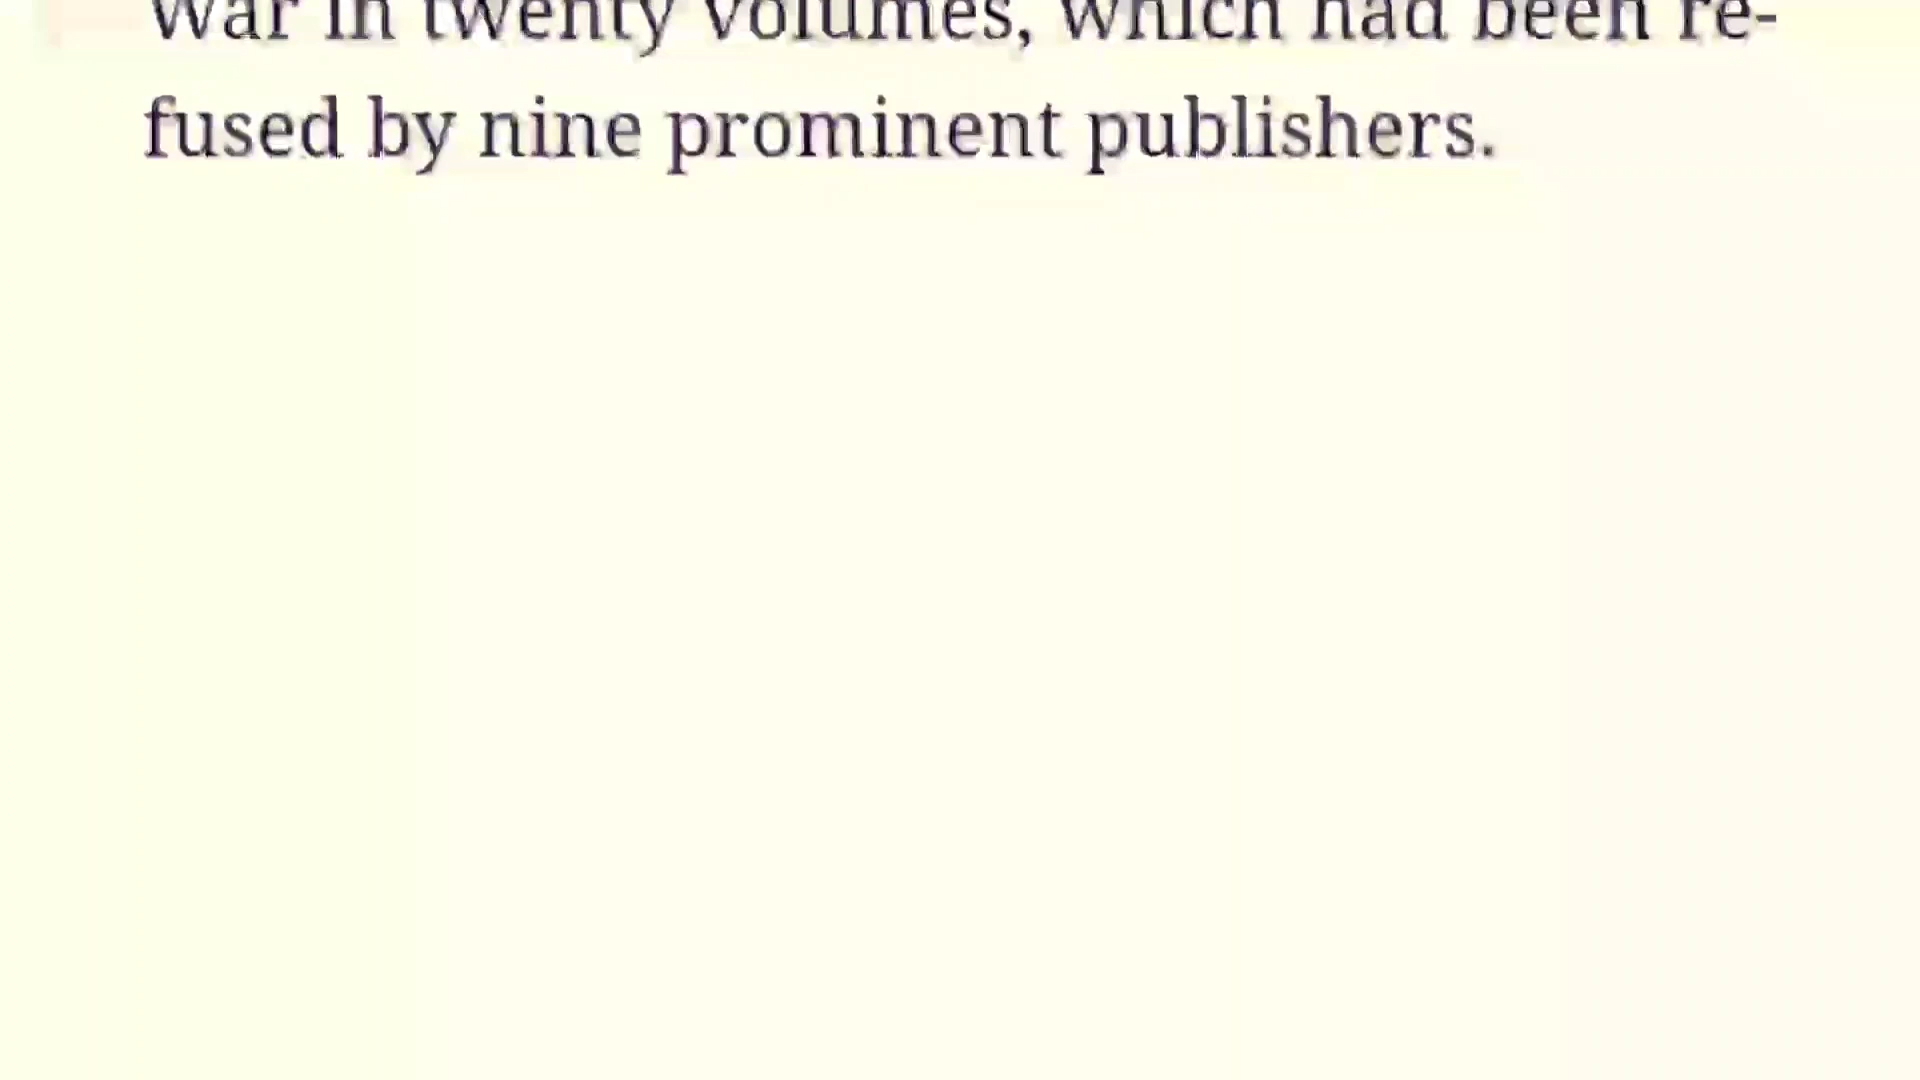 War in twenty volumes, which had been re-
fused by nine prominent publishers.